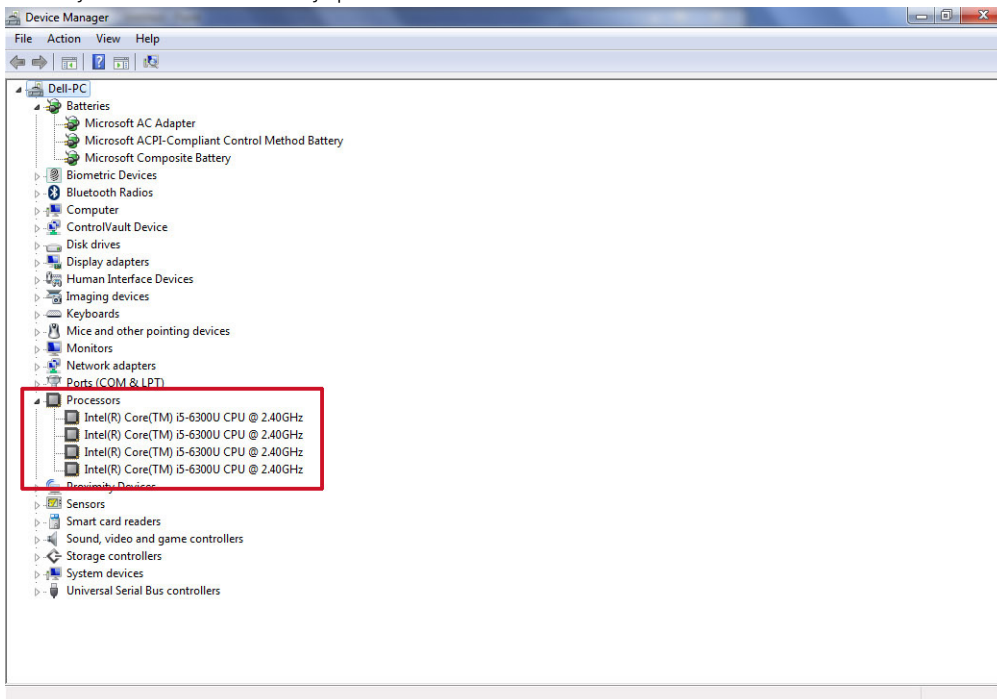 Device Manager
File Action View Help
Dell-PC
Batteries
Microsoft AC Adapter
Microsoft ACPI-Compliant Control Method Battery
Microsoft Composite Battery
Biometric Devices
Bluetooth Radios
Computer
ControlVault Device
Disk drives
Display adapters
Human Interface Devices
Imaging devices
Keyboards
Mice and other pointing devices
Monitors
Network adapters
Ports (COM & LPT)
Processors
Intel(R) Core(TM) i5-6300U CPU @ 2.40GHz
Intel(R) Core(TM) i5-6300U CPU @ 2.40GHz
Intel(R) Core(TM) i5-6300U CPU @ 2.40GHz
Intel(R) Core(TM) i5-6300U CPU @ 2.40GHz
Proximity Devices
Sensors
Smart card readers
Sound, video and game controllers
Storage controllers
System devices
Universal Serial Bus controllers